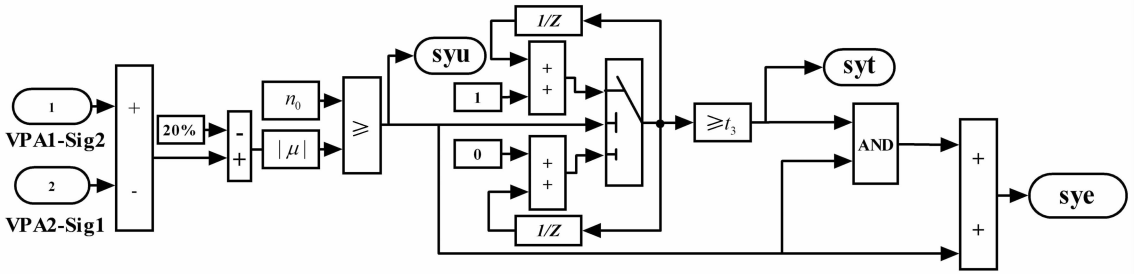 1
VPA1-Sig2
2
VPA2-Sig1
+
-
20%
-
+
n₀
|μ|
⩾
syu
1/Z
+
+
1
0
+
+
1/Z
⩾t₃
syt
AND
+
+
sye